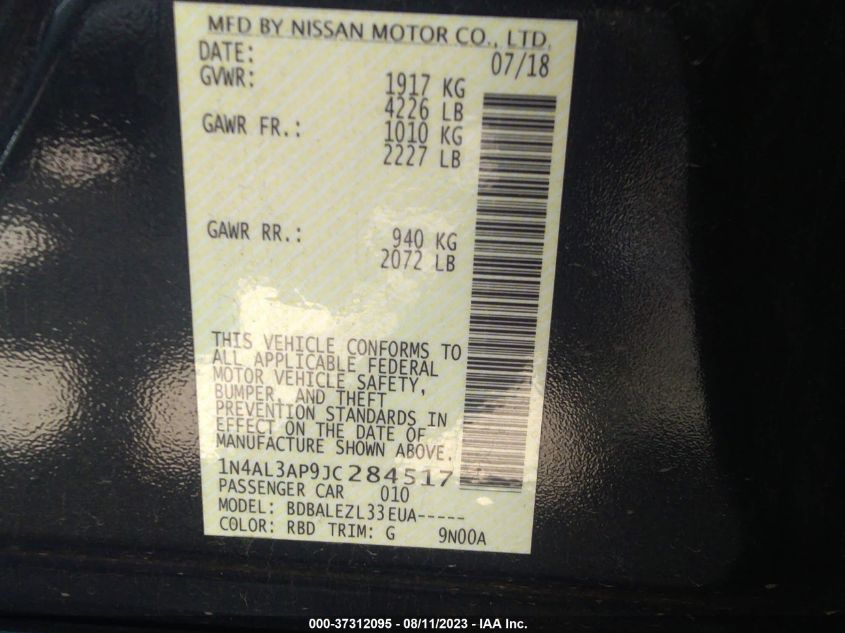 MFD BY NISSAN MOTOR CO., LTD.
DATE: 07/18
GVWR: 1917 KG
4226 LB
GAWR FR.: 1010 KG
2227 LB
GAWR RR.: 940 KG
2072 LB
THIS VEHICLE CONFORMS TO
ALL APPLICABLE FEDERAL
MOTOR VEHICLE SAFETY,
BUMPER, AND THEFT
PREVENTION STANDARDS IN
EFFECT ON THE DATE OF
MANUFACTURE SHOWN ABOVE.
1N4AL3AP9JC284517
PASSENGER CAR 010
MODEL: BDBALEZL33EUA-----
COLOR: RBD TRIM: G 9N00A
000-37312095 - 08/11/2023 - IAA Inc.